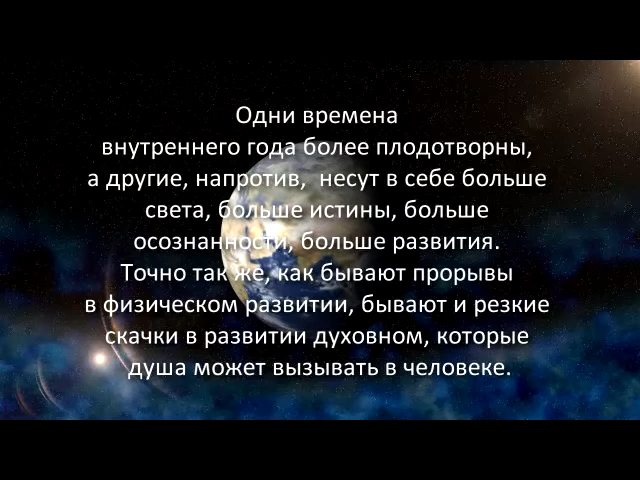 Одни времена
внутреннего года более плодотворны,
а другие, напротив,  несут в себе больше
света, больше истины, больше
осознанности, больше развития.
Точно так же, как бывают прорывы
в физическом развитии, бывают и резкие
скачки в развитии духовном, которые
душа может вызывать в человеке.